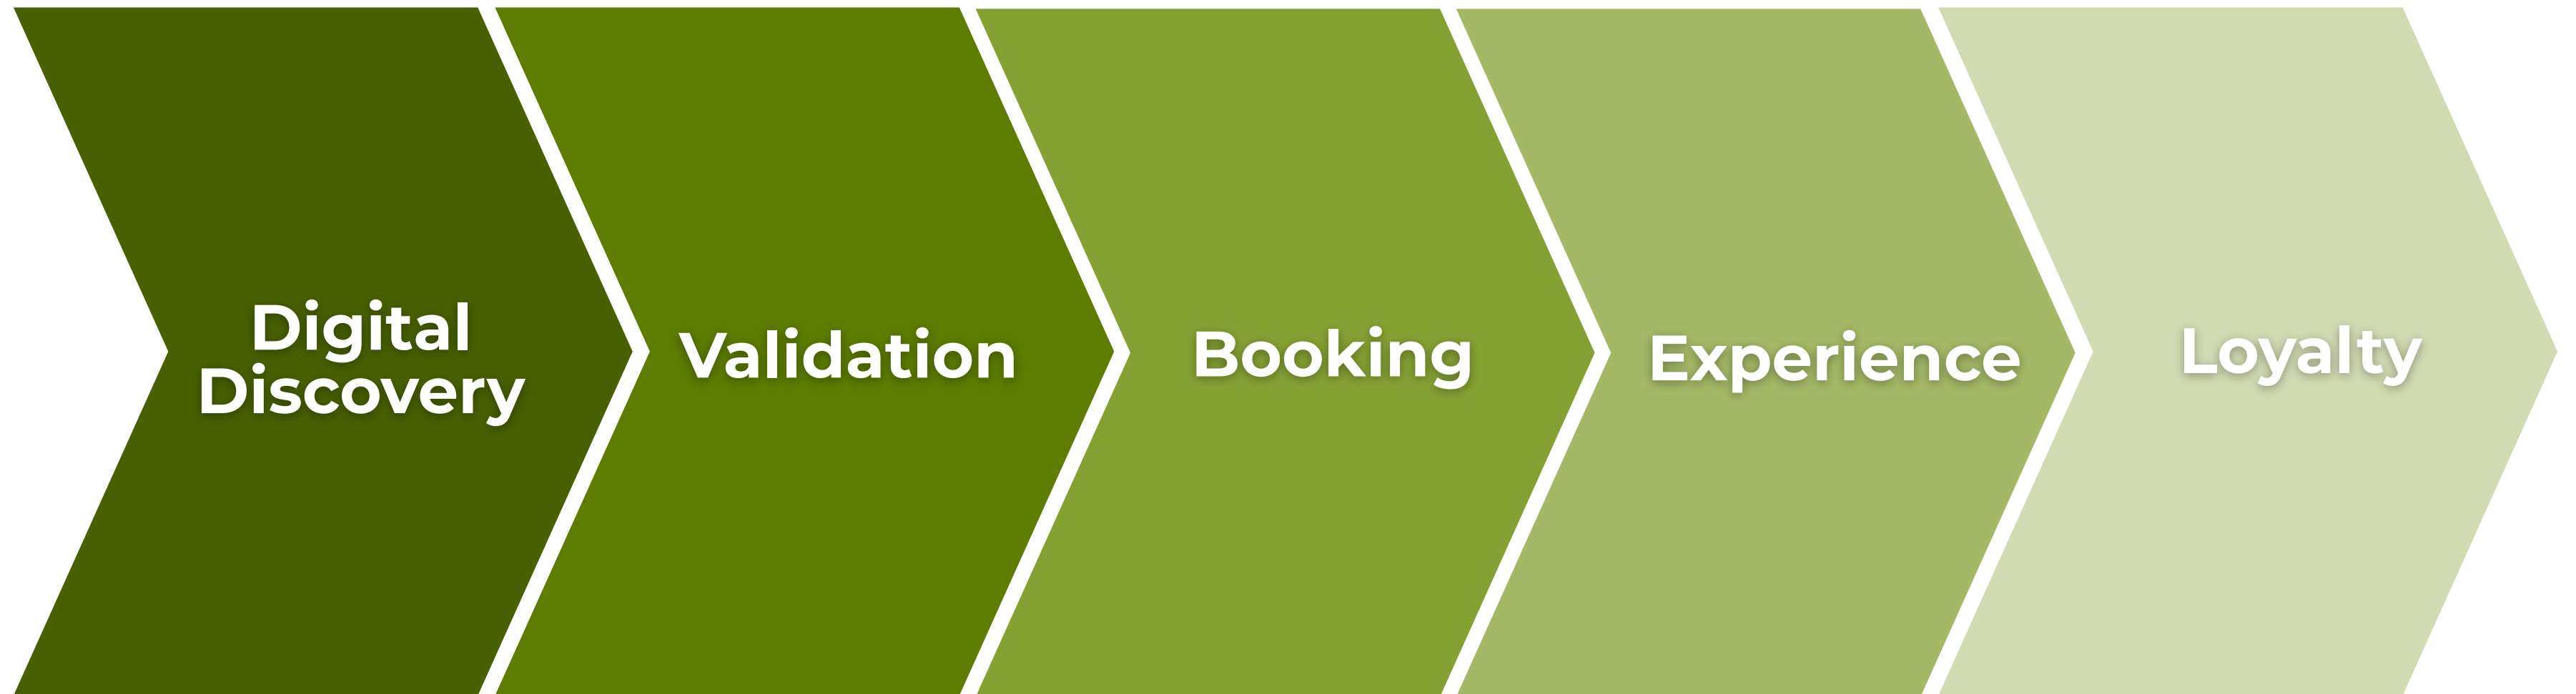 Digital
Discovery
Validation
Booking
Experience
Loyalty